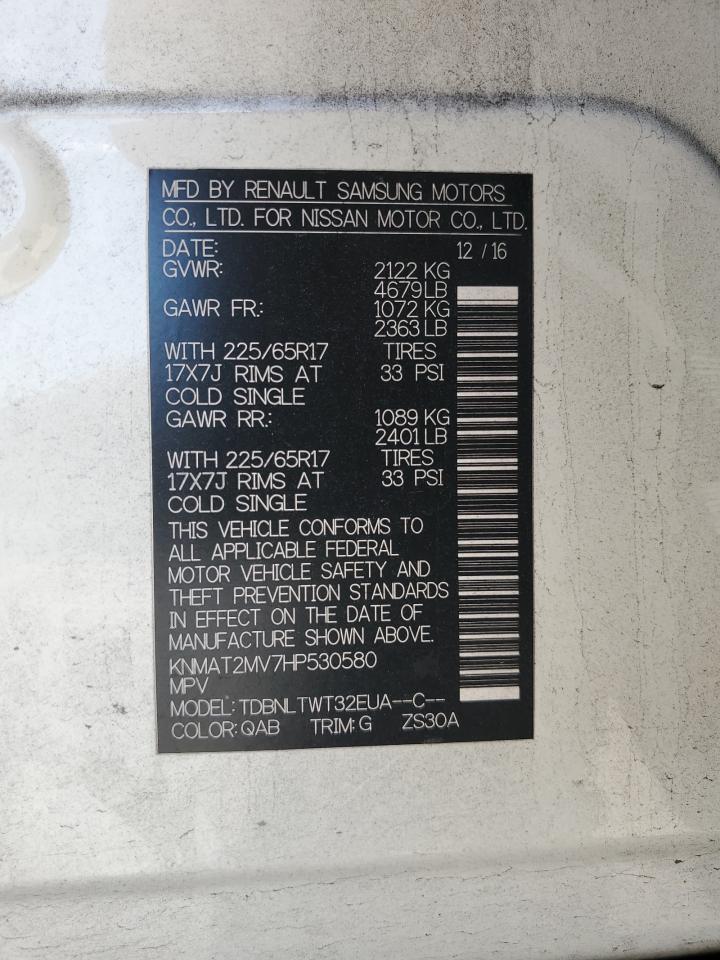 MFD BY RENAULT SAMSUNG MOTORS
CO., LTD. FOR NISSAN MOTOR CO., LTD.
DATE: 12 / 16
GVWR: 2122 KG
4679 LB
GAWR FR.: 1072 KG
2363 LB
WITH 225/65R17 TIRES
17X7J RIMS AT 33 PSI
COLD SINGLE
GAWR RR.: 1089 KG
2401 LB
WITH 225/65R17 TIRES
17X7J RIMS AT 33 PSI
COLD SINGLE
THIS VEHICLE CONFORMS TO
ALL APPLICABLE FEDERAL
MOTOR VEHICLE SAFETY AND
THEFT PREVENTION STANDARDS
IN EFFECT ON THE DATE OF
MANUFACTURE SHOWN ABOVE.
KNMAT2MV7HP530580
MPV
MODEL: TDBNLTWT32EUA--C--
COLOR: QAB TRIM: G ZS30A